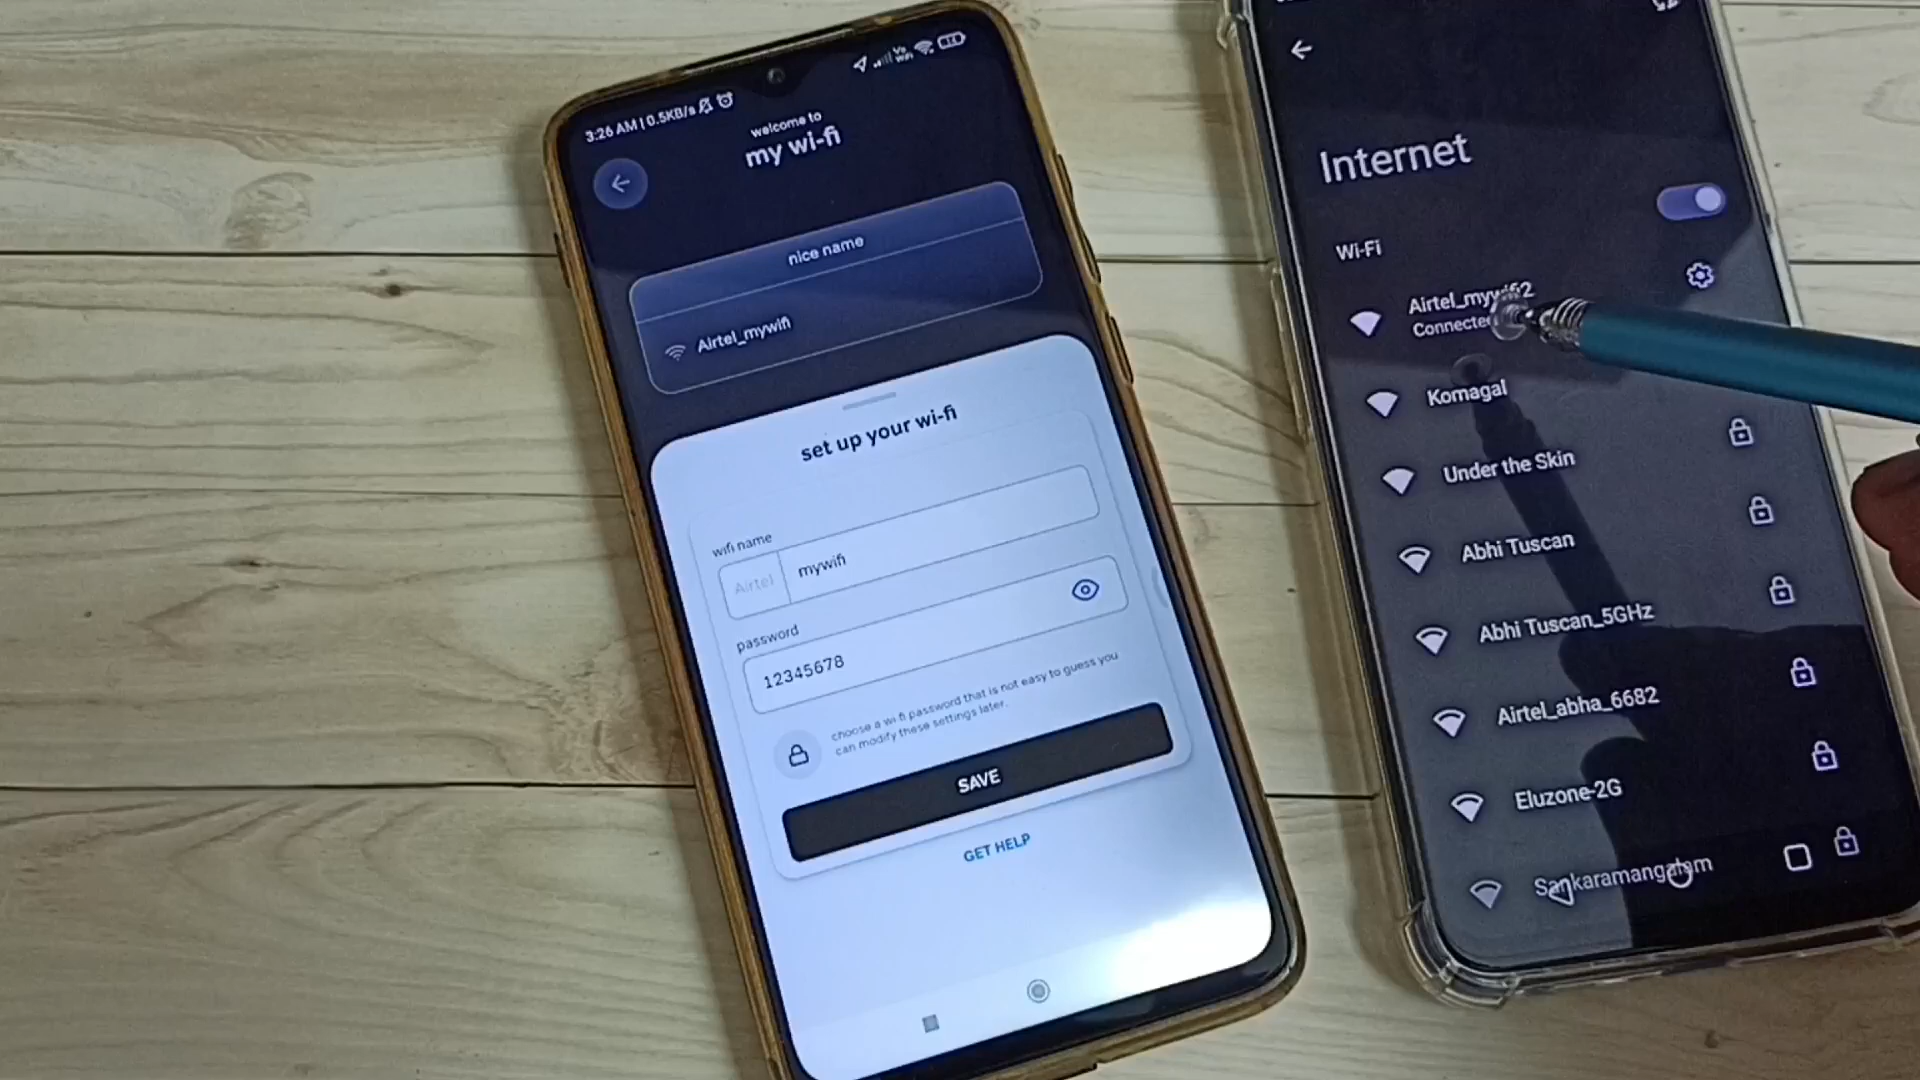 3:26 AM | 0.5KB/s
welcome to
my wi-fi
nice name
Airtel_mywifi
set up your wi-fi
wifi name
Airtel
mywifi
password
12345678
choose a wi fi password that is not easy to guess you
can modify these settings later.
SAVE
GET HELP
Internet
Wi-Fi
Airtel_mywifi2
Connected
Komagal
Under the Skin
Abhi Tuscan
Abhi Tuscan_5GHz
Airtel_abha_6682
Eluzone-2G
Sankaramangalam